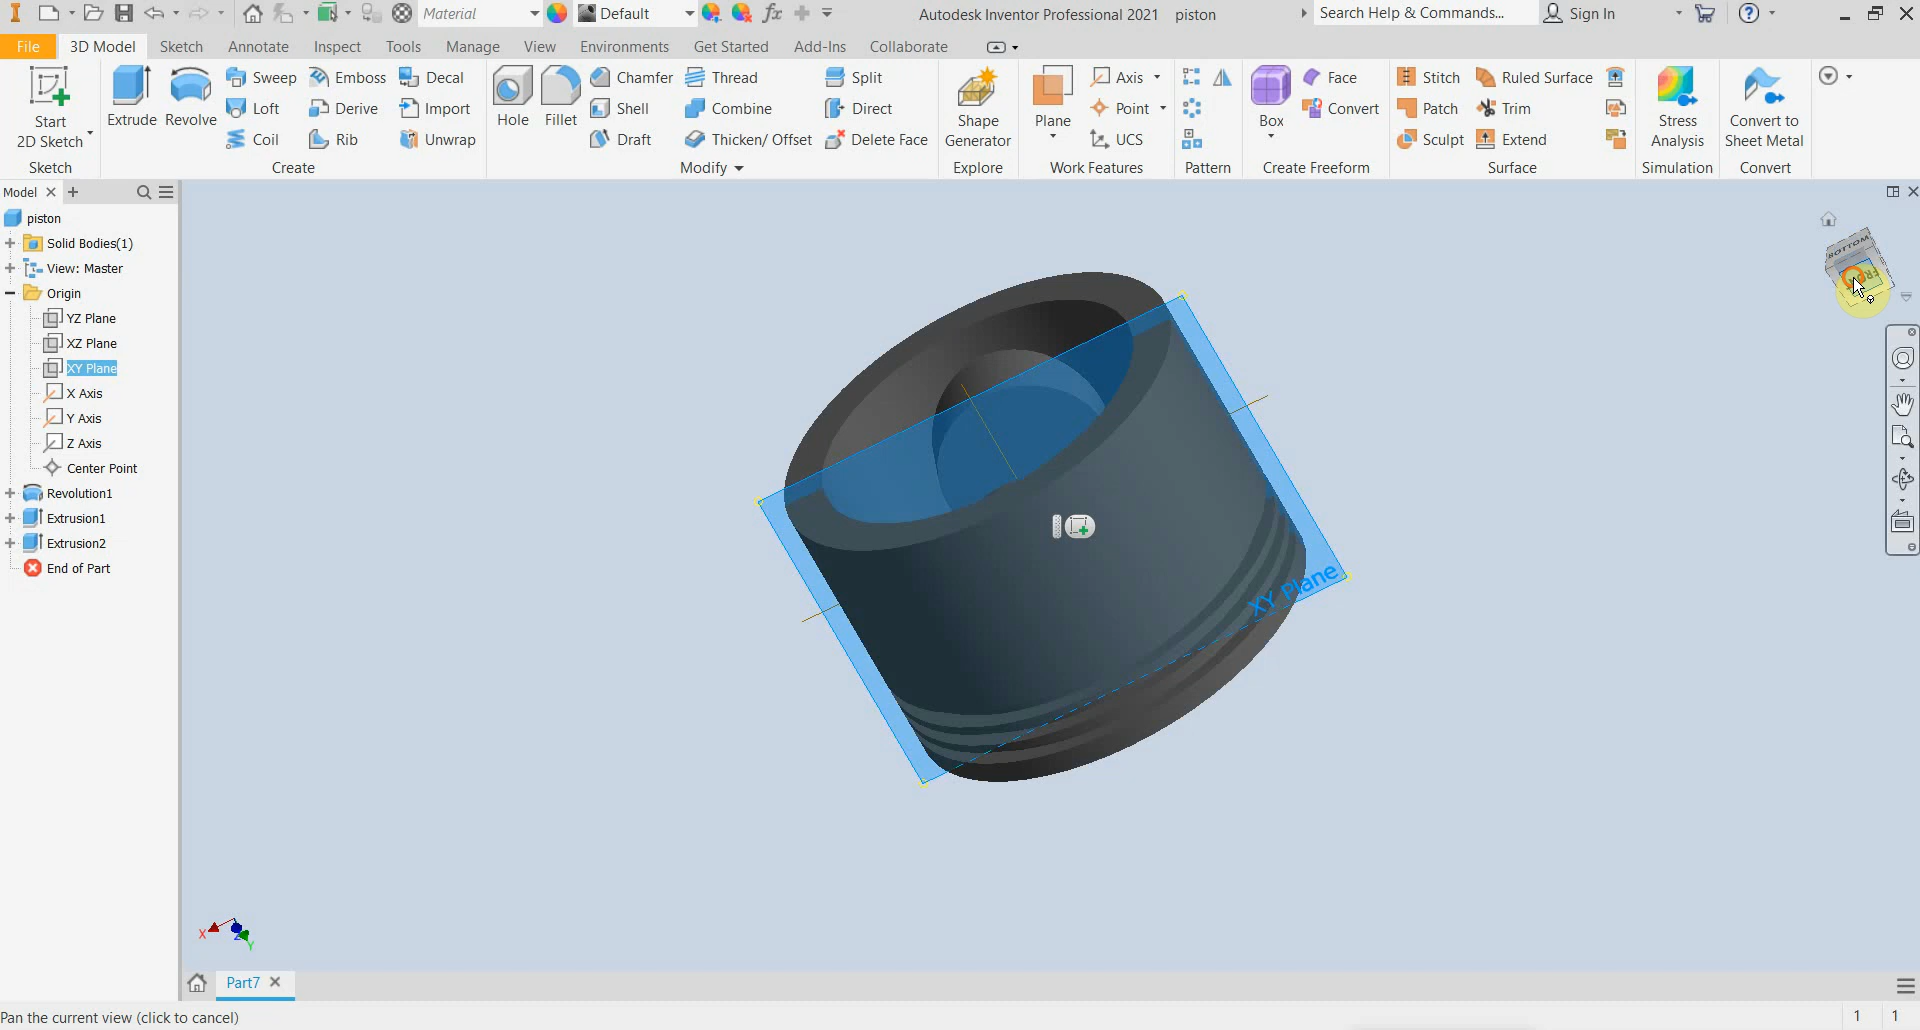 Material
Default
fx
Autodesk Inventor Professional 2021 piston
Search Help & Commands...
Sign In
File
3D Model
Sketch
Annotate
Inspect
Tools
Manage
View
Environments
Get Started
Add-Ins
Collaborate
Start
2D Sketch
Sketch
Extrude
Revolve
Sweep
Loft
Coil
Emboss
Derive
Rib
Decal
Import
Unwrap
Create
Hole
Fillet
Chamfer
Shell
Draft
Thread
Combine
Thicken/ Offset
Split
Direct
Delete Face
Modify
Shape
Generator
Explore
Plane
Axis
Point
UCS
Work Features
Pattern
Box
Face
Convert
Create Freeform
Stitch
Patch
Sculpt
Ruled Surface
Trim
Extend
Surface
Stress
Analysis
Simulation
Convert to
Sheet Metal
Convert
Model
piston
Solid Bodies(1)
View: Master
Origin
YZ Plane
XZ Plane
XY Plane
X Axis
Y Axis
Z Axis
Center Point
Revolution1
Extrusion1
Extrusion2
End of Part
BOTTOM
XY Plane
X
Z
Y
Part7
Pan the current view (click to cancel)
1
1